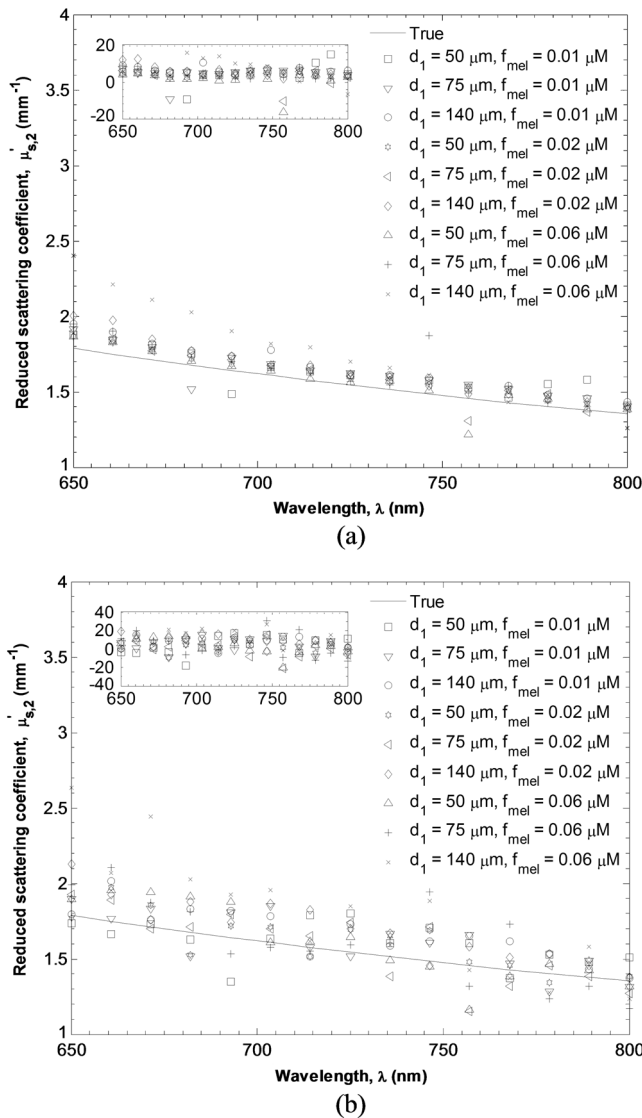 4
3.5
3
2.5
2
1.5
1
Reduced scattering coefficient, μ's,2 (mm-1)
20
0
-20
650 700 750 800
True
d1 = 50 μm, fmel = 0.01 μM
d1 = 75 μm, fmel = 0.01 μM
d1 = 140 μm, fmel = 0.01 μM
d1 = 50 μm, fmel = 0.02 μM
d1 = 75 μm, fmel = 0.02 μM
d1 = 140 μm, fmel = 0.02 μM
d1 = 50 μm, fmel = 0.06 μM
d1 = 75 μm, fmel = 0.06 μM
d1 = 140 μm, fmel = 0.06 μM
650 700 750 800
Wavelength, λ (nm)
(a)
4
3.5
3
2.5
2
1.5
1
Reduced scattering coefficient, μ's,2 (mm-1)
40
20
0
-20
-40
650 700 750 800
True
d1 = 50 μm, fmel = 0.01 μM
d1 = 75 μm, fmel = 0.01 μM
d1 = 140 μm, fmel = 0.01 μM
d1 = 50 μm, fmel = 0.02 μM
d1 = 75 μm, fmel = 0.02 μM
d1 = 140 μm, fmel = 0.02 μM
d1 = 50 μm, fmel = 0.06 μM
d1 = 75 μm, fmel = 0.06 μM
d1 = 140 μm, fmel = 0.06 μM
650 700 750 800
Wavelength, λ (nm)
(b)